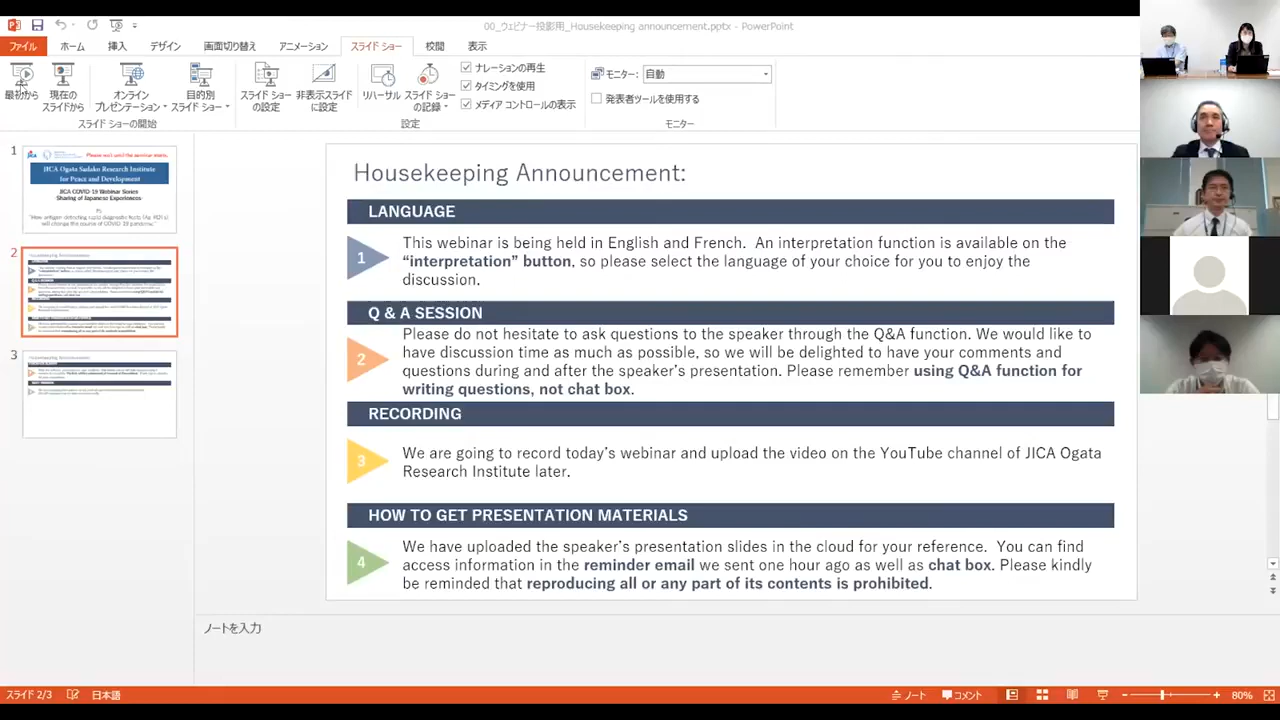 00_ウェビナー投影用_Housekeeping announcement.pptx - PowerPoint
ファイル ホーム 挿入 デザイン 画面切り替え アニメーション スライド ショー 校閲 表示
最初から
現在の
スライドから
オンライン
プレゼンテーション
目的別
スライド ショー
スライド ショー
の設定
非表示スライド
に設定
リハーサル
スライド ショー
の記録
ナレーションの再生
タイミングを使用
メディア コントロールの表示
モニター: 自動
発表者ツールを使用する
スライド ショーの開始
設定
モニター
1
JICA
Please wait until the seminar starts.
JICA Ogata Sadako Research Institute
for Peace and Development
JICA COVID-19 Webinar Series
Sharing of Japanese Experiences
2
3
Housekeeping Announcement:
LANGUAGE
1
This webinar is being held in English and French. An interpretation function is available on the
“interpretation” button, so please select the language of your choice for you to enjoy the
discussion.
Q & A SESSION
2
Please do not hesitate to ask questions to the speaker through the Q&A function. We would like to
have discussion time as much as possible, so we will be delighted to have your comments and
questions during and after the speaker’s presentation. Please remember using Q&A function for
writing questions, not chat box.
RECORDING
3
We are going to record today’s webinar and upload the video on the YouTube channel of JICA Ogata
Research Institute later.
HOW TO GET PRESENTATION MATERIALS
4
We have uploaded the speaker’s presentation slides in the cloud for your reference. You can find
access information in the reminder email we sent one hour ago as well as chat box. Please kindly
be reminded that reproducing all or any part of its contents is prohibited.
ノートを入力
スライド 2/3 日本語 ノート コメント 80%